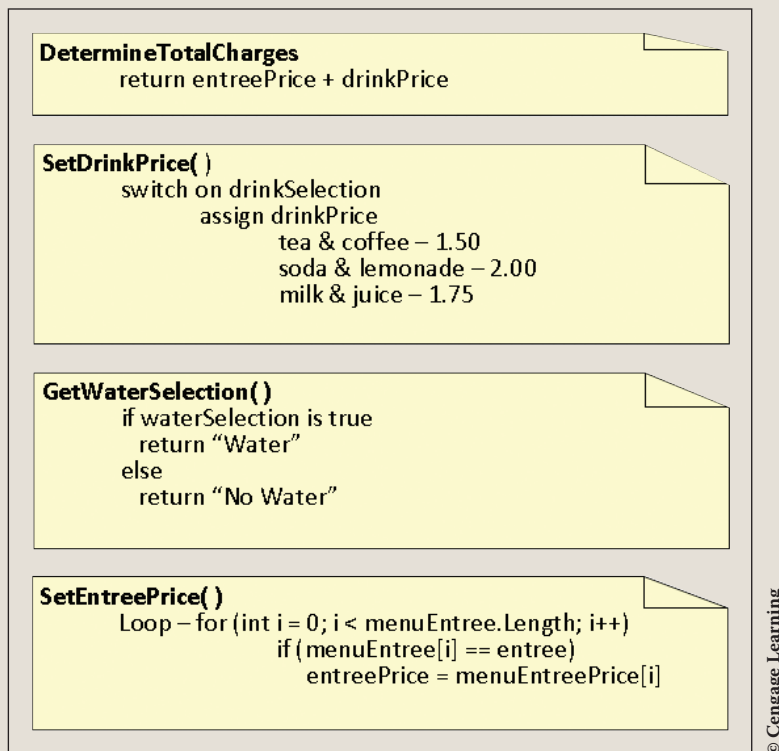 DetermineTotalCharges
return entreePrice + drinkPrice
SetDrinkPrice( )
switch on drinkSelection
assign drinkPrice
tea & coffee – 1.50
soda & lemonade – 2.00
milk & juice – 1.75
GetWaterSelection( )
if waterSelection is true
return “Water”
else
return “No Water”
SetEntreePrice( )
Loop – for (int i = 0; i < menuEntree.Length; i++)
if ( menuEntree[i] == entree)
entreePrice = menuEntreePrice[i]
© Cengage Learning